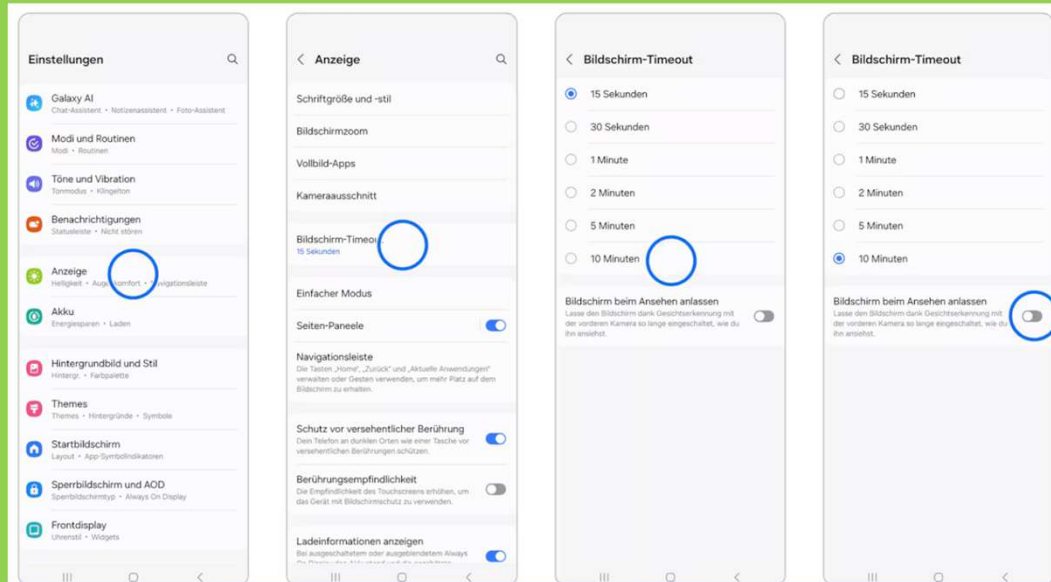 Einstellungen
Galaxy AI
Chat-Assistent • Notizenassistent • Foto-Assistent
Modi und Routinen
Modi • Routinen
Töne und Vibration
Tonmodus • Klingelton
Benachrichtigungen
Statusleiste • Nicht stören
Anzeige
Helligkeit • Augenkomfort • Navigationsleiste
Akku
Energiesparen • Laden
Hintergrundbild und Stil
Hintergr. • Farbpalette
Themes
Themes • Hintergründe • Symbole
Startbildschirm
Layout • App-Symbolindikatoren
Sperrbildschirm und AOD
Sperrbildschirmtyp • Always On Display
Frontdisplay
Uhrenstil • Widgets
Anzeige
Schriftgröße und -stil
Bildschirmzoom
Vollbild-Apps
Kameraausschnitt
Bildschirm-Timeou
15 Sekunden
Einfacher Modus
Seiten-Paneele
Navigationsleiste
Die Tasten „Home", „Zurück" und „Aktuelle Anwendungen"
verwalten oder Gesten verwenden, um mehr Platz auf dem
Bildschirm zu erhalten.
Schutz vor versehentlicher Berührung
Dein Telefon an dunklen Orten wie einer Tasche vor
versehentlichen Berührungen schützen.
Berührungsempfindlichkeit
Die Empfindlichkeit des Touchscreens erhöhen, um
das Gerät mit Bildschirmschutz zu verwenden.
Ladeinformationen anzeigen
Bei ausgeschaltetem oder ausgeblendetem Always
Bildschirm-Timeout
15 Sekunden
30 Sekunden
1 Minute
2 Minuten
5 Minuten
10 Minuten
Bildschirm beim Ansehen anlassen
Lasse den Bildschirm dank Gesichtserkennung mit
der vorderen Kamera so lange eingeschaltet, wie du
ihn ansiehst.
Bildschirm-Timeout
15 Sekunden
30 Sekunden
1 Minute
2 Minuten
5 Minuten
10 Minuten
Bildschirm beim Ansehen anlassen
Lasse den Bildschirm dank Gesichtserkennung mit
der vorderen Kamera so lange eingeschaltet, wie du
ihn ansiehst.